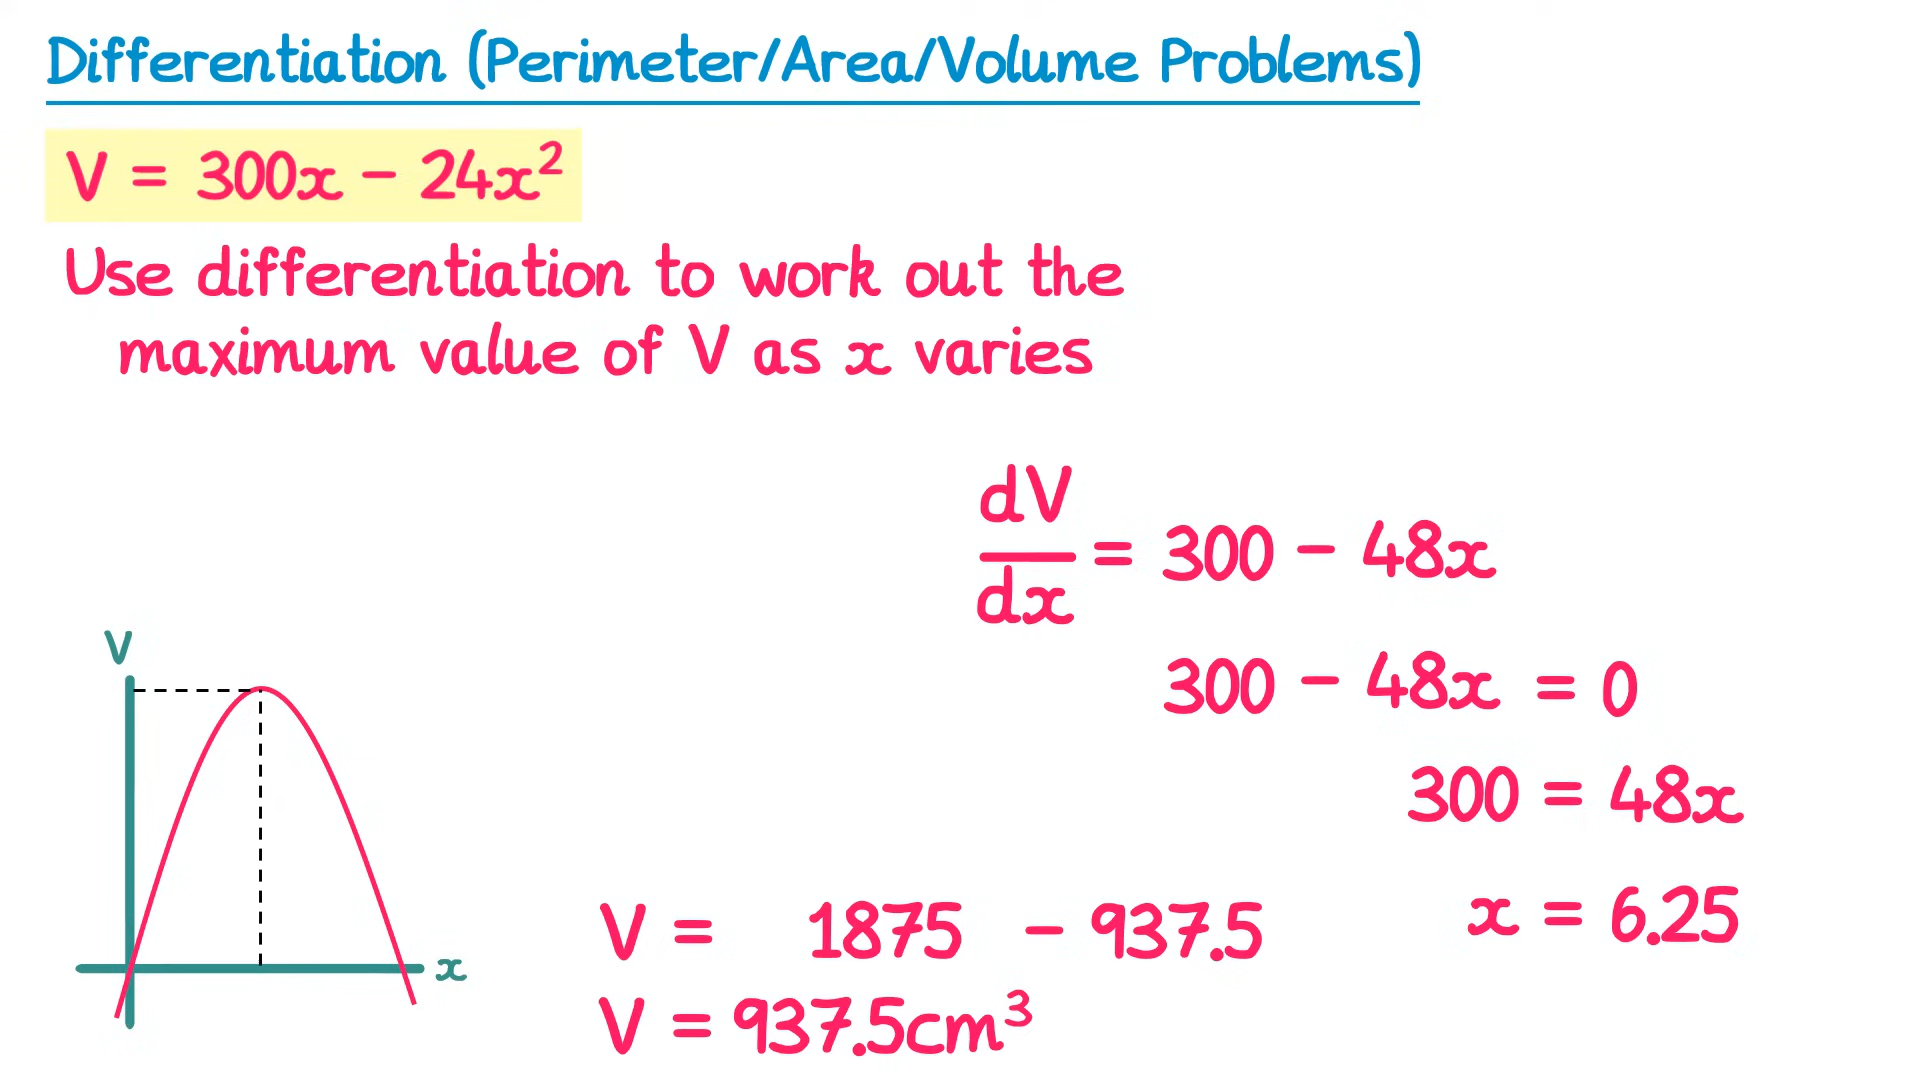 Differentiation (Perimeter/Area/Volume Problems)
V = 300x − 24x²
Use differentiation to work out the
maximum value of V as x varies
dV
dx
= 300 − 48x
300 − 48x = 0
300 = 48x
x = 6.25
V
x
V = 1875 − 937.5
V = 937.5cm³